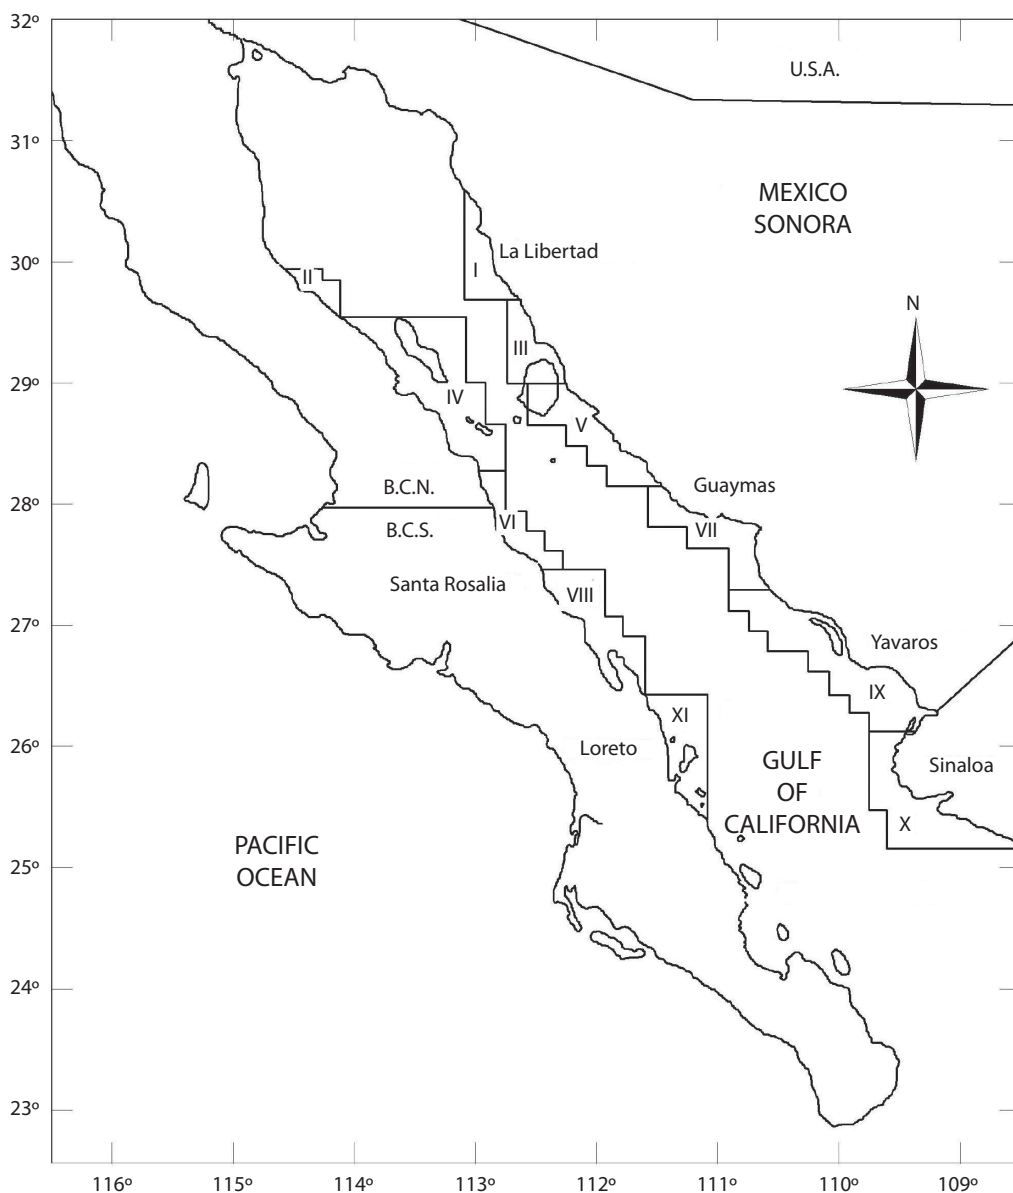 32º
U.S.A.
31º
MEXICO
SONORA
La Libertad
30º
I
II
N
III
29º
IV
V
B.C.N.
Guaymas
28º
B.C.S.
VI
VII
Santa Rosalia
VIII
27º
Yavaros
IX
XI
26º
Loreto
GULF
OF
CALIFORNIA
Sinaloa
X
PACIFIC
OCEAN
25º
24º
23º
116º 115º 114º 113º 112º 111º 110º 109º